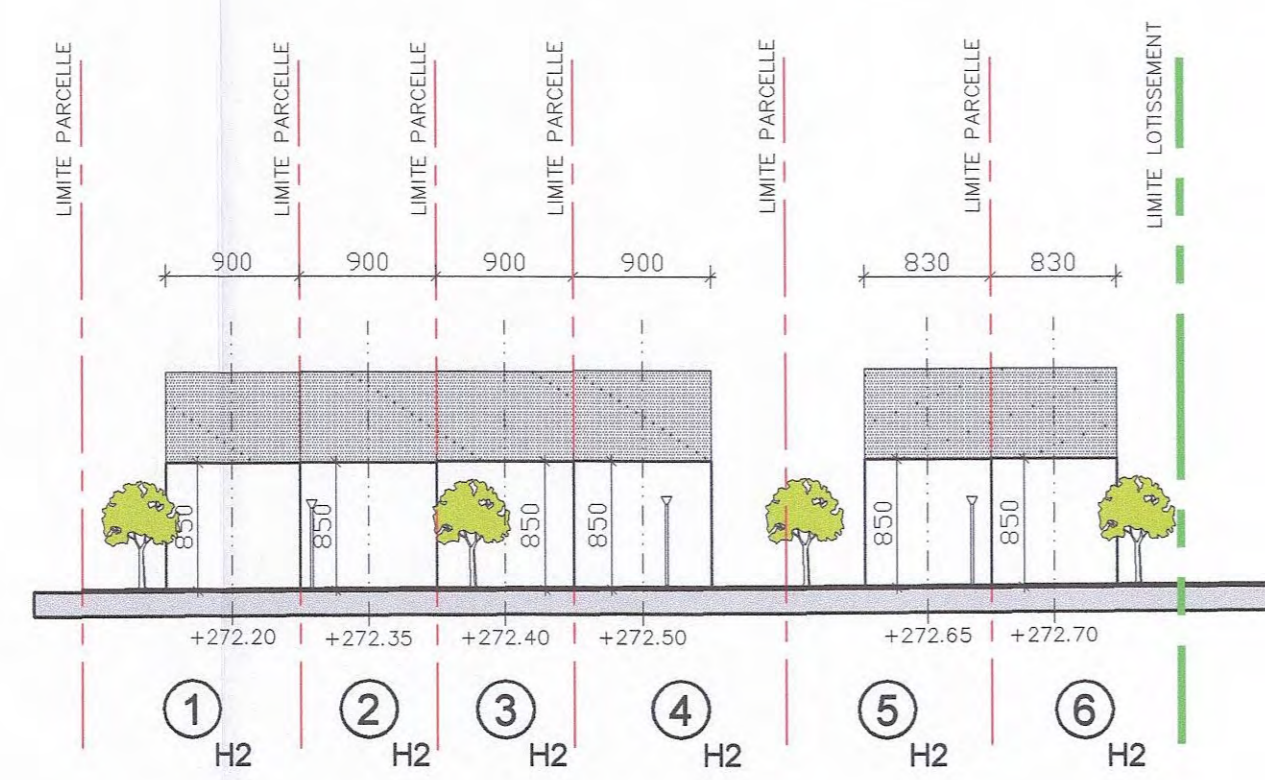 LIMITE PARCELLE
LIMITE PARCELLE
LIMITE PARCELLE
LIMITE PARCELLE
LIMITE PARCELLE
LIMITE PARCELLE
LIMITE LOTISSEMENT
900
900
900
900
830
830
850
850
850
850
850
850
+272.20
+272.35
+272.40
+272.50
+272.65
+272.70
1
2
3
4
5
6
H2
H2
H2
H2
H2
H2